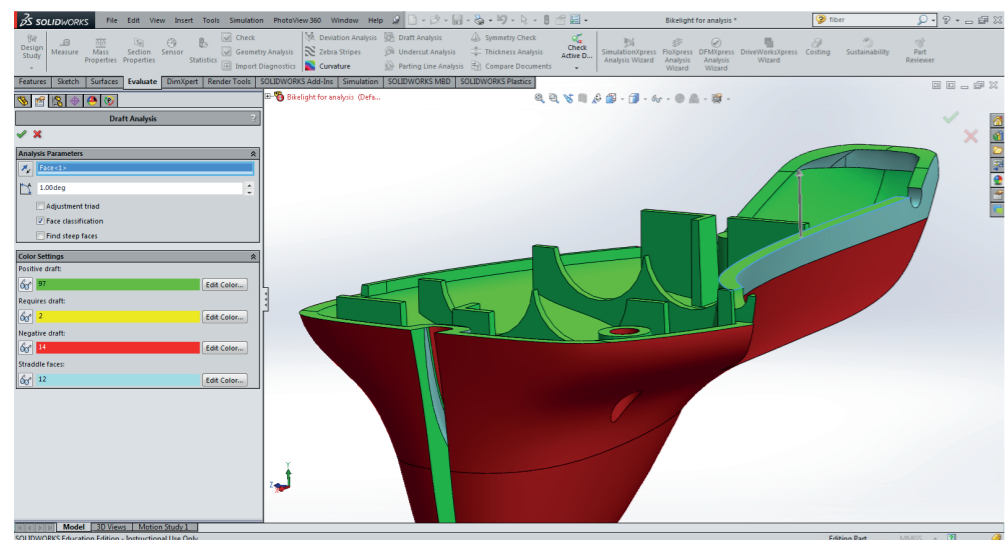 SOLIDWORKS File Edit View Insert Tools Simulation PhotoView 360 Window Help Bikelight for analysis * fiber
Design Study Measure Mass Properties Section Properties Sensor Statistics Check Geometry Analysis Import Diagnostics Deviation Analysis Zebra Stripes Curvature Draft Analysis Undercut Analysis Parting Line Analysis Symmetry Check Thickness Analysis Compare Documents Check Active D... SimulationXpress Analysis Wizard FloXpress Analysis Wizard DFMXpress Analysis Wizard DriveWorksXpress Wizard Costing Sustainability Part Reviewer
Features Sketch Surfaces Evaluate DimXpert Render Tools SOLIDWORKS Add-Ins Simulation SOLIDWORKS MBD SOLIDWORKS Plastics
Bikelight for analysis (Defa...
Draft Analysis ?
Analysis Parameters
Face<1>
1.00deg
Adjustment triad
Face classification
Find steep faces
Color Settings
Positive draft:
97 Edit Color...
Requires draft:
2 Edit Color...
Negative draft:
14 Edit Color...
Straddle faces:
12 Edit Color...
Y
Z
Model 3D Views Motion Study 1
SOLIDWORKS Education Edition - Instructional Use Only Editing Part MMGS